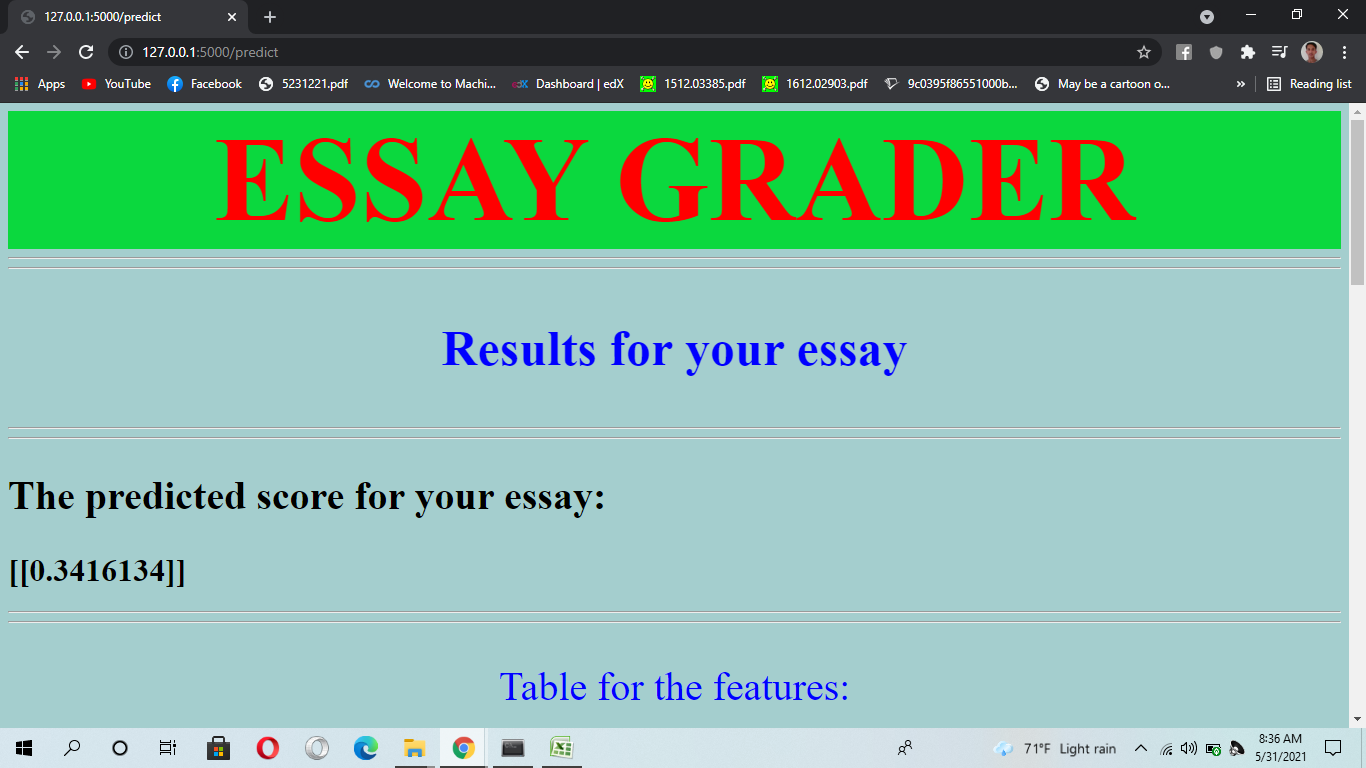 127.0.0.1:5000/predict
127.0.0.1:5000/predict
Apps YouTube Facebook 5231221.pdf Welcome to Machi... edX Dashboard | edX 1512.03385.pdf 1612.02903.pdf 9c0395f86551000b... May be a cartoon o... » Reading list
ESSAY GRADER
Results for your essay
The predicted score for your essay:
[[0.3416134]]
Table for the features:
71°F Light rain
8:36 AM
5/31/2021